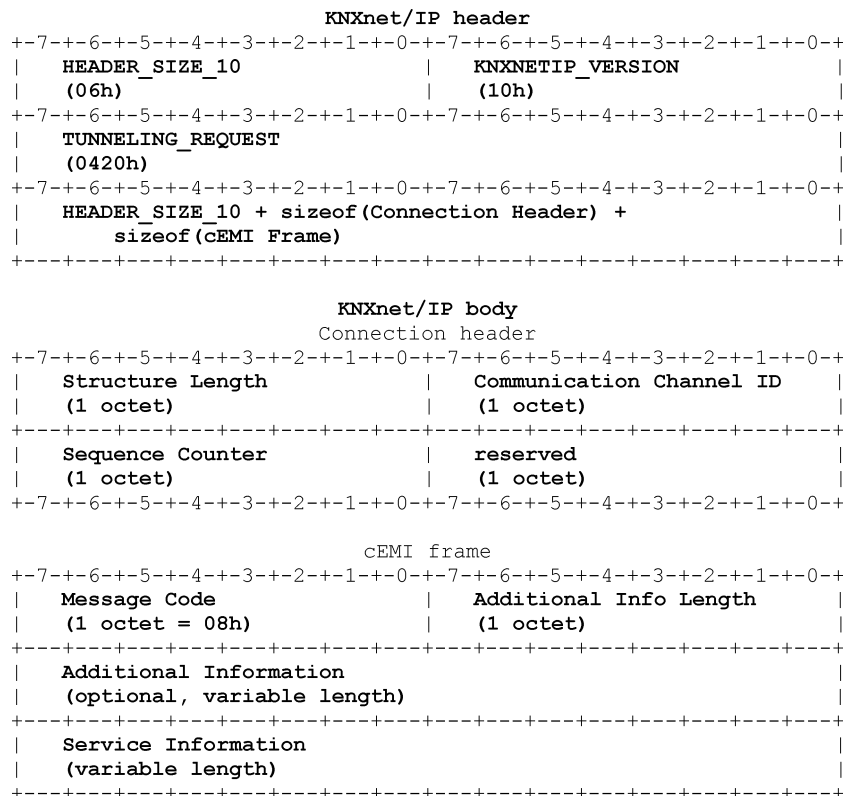 KNXnet/IP header
+-7-+-6-+-5-+-4-+-3-+-2-+-1-+-0-+-7-+-6-+-5-+-4-+-3-+-2-+-1-+-0-+
| HEADER_SIZE_10 | KNXNETIP_VERSION |
| (06h) | (10h) |
+-7-+-6-+-5-+-4-+-3-+-2-+-1-+-0-+-7-+-6-+-5-+-4-+-3-+-2-+-1-+-0-+
| TUNNELING_REQUEST |
| (0420h) |
+-7-+-6-+-5-+-4-+-3-+-2-+-1-+-0-+-7-+-6-+-5-+-4-+-3-+-2-+-1-+-0-+
| HEADER_SIZE_10 + sizeof(Connection Header) + |
| sizeof(cEMI Frame) |
+---+---+---+---+---+---+---+---+---+---+---+---+---+---+---+---+
KNXnet/IP body
Connection header
+-7-+-6-+-5-+-4-+-3-+-2-+-1-+-0-+-7-+-6-+-5-+-4-+-3-+-2-+-1-+-0-+
| Structure Length | Communication Channel ID |
| (1 octet) | (1 octet) |
+---+---+---+---+---+---+---+---+---+---+---+---+---+---+---+---+
| Sequence Counter | reserved |
| (1 octet) | (1 octet) |
+-7-+-6-+-5-+-4-+-3-+-2-+-1-+-0-+-7-+-6-+-5-+-4-+-3-+-2-+-1-+-0-+
cEMI frame
+-7-+-6-+-5-+-4-+-3-+-2-+-1-+-0-+-7-+-6-+-5-+-4-+-3-+-2-+-1-+-0-+
| Message Code | Additional Info Length |
| (1 octet = 08h) | (1 octet) |
+---+---+---+---+---+---+---+---+---+---+---+---+---+---+---+---+
| Additional Information |
| (optional, variable length) |
+---+---+---+---+---+---+---+---+---+---+---+---+---+---+---+---+
| Service Information |
| (variable length) |
+---+---+---+---+---+---+---+---+---+---+---+---+---+---+---+---+